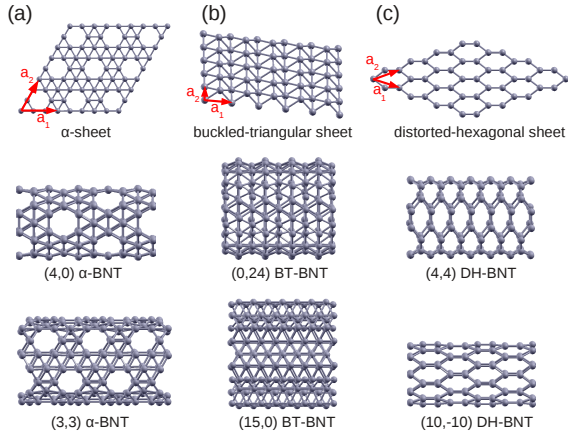 (a)
(b)
(c)
a2
a1
a2
a1
a2
a1
α-sheet
buckled-triangular sheet
distorted-hexagonal sheet
(4,0) α-BNT
(0,24) BT-BNT
(4,4) DH-BNT
(3,3) α-BNT
(15,0) BT-BNT
(10,-10) DH-BNT